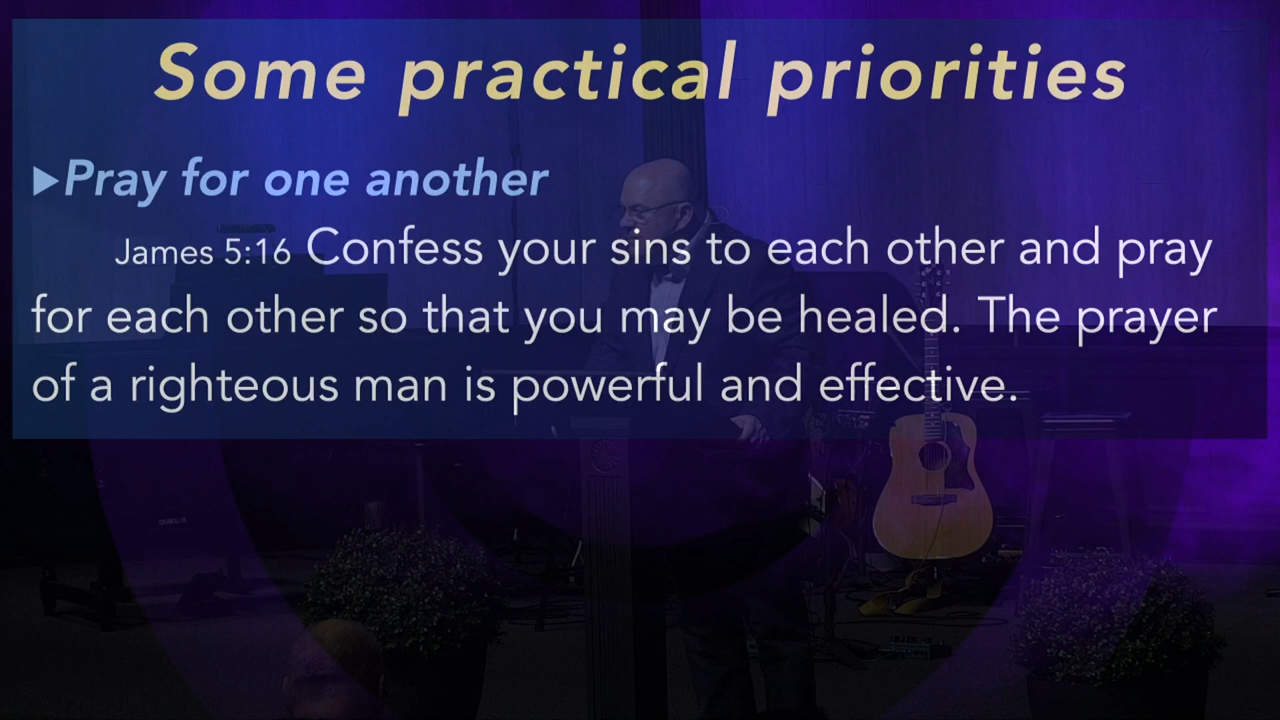 Some practical priorities
▶Pray for one another
James 5:16 Confess your sins to each other and pray
for each other so that you may be healed. The prayer
of a righteous man is powerful and effective.